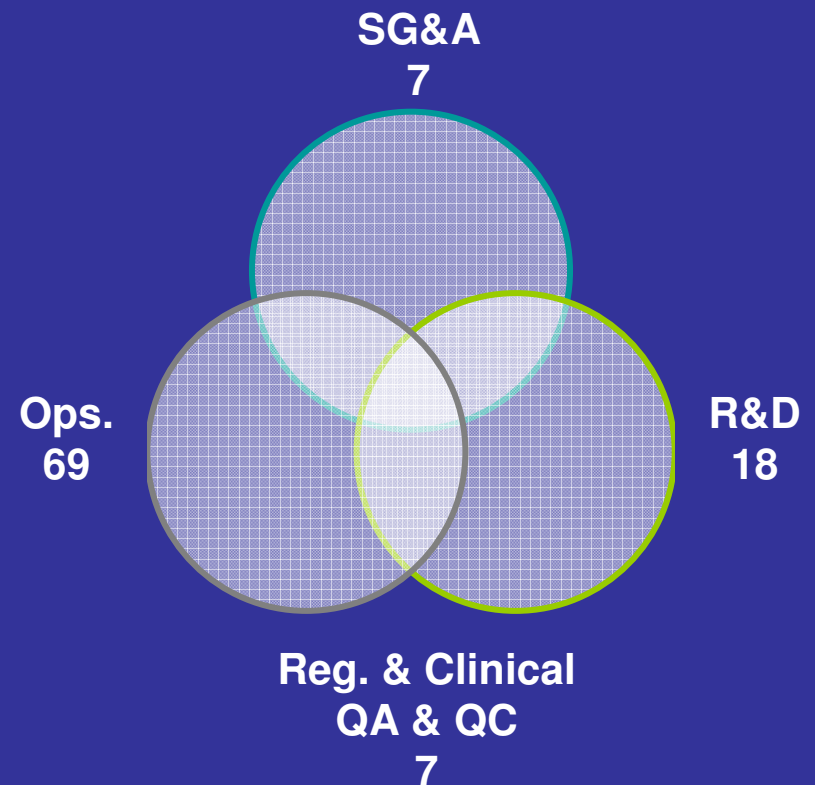 SG&A
7
Ops.
69
R&D
18
Reg. & Clinical
QA & QC
7